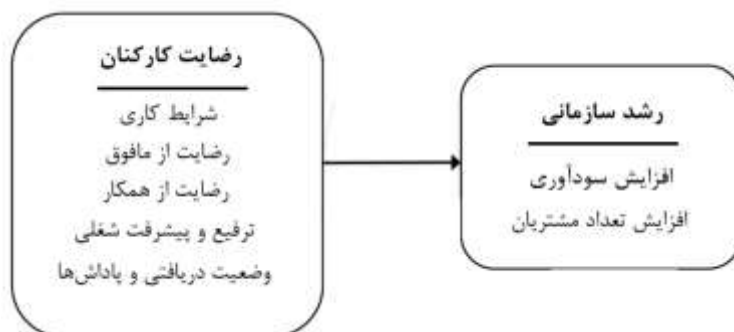 رضایت کارکنان
شرایط کاری
رضایت از مافوق
رضایت از همکار
ترفیع و پیشرفت شغلی
وضعیت دریافتی و پاداش‌ها
رشد سازمانی
افزایش سودآوری
افزایش تعداد مشتریان